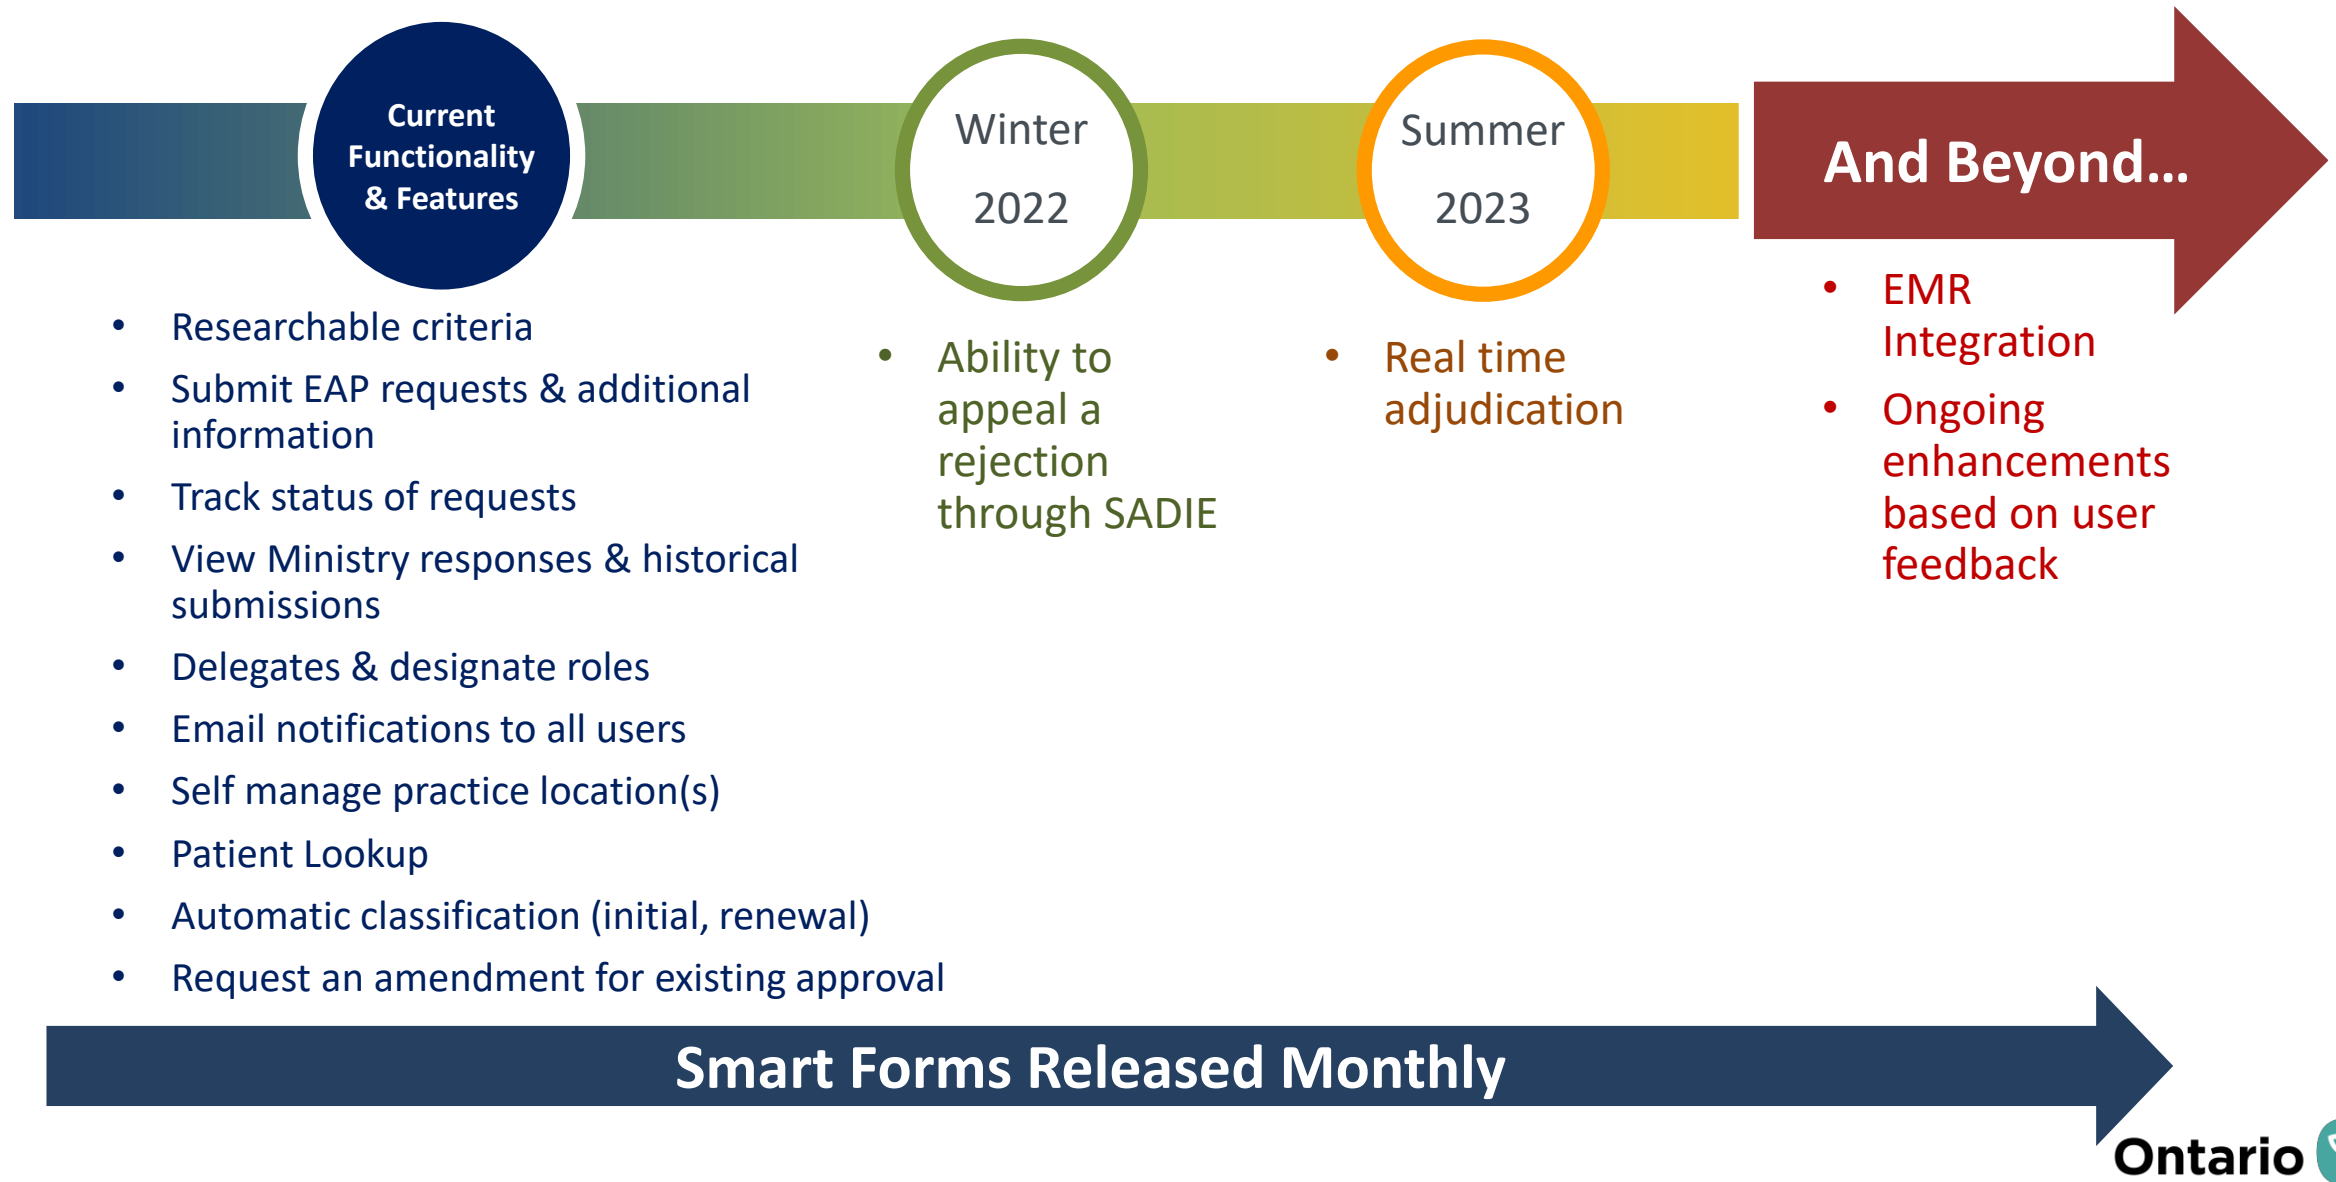 Current
Functionality
& Features
Winter
2022
Summer
2023
And Beyond...
• Researchable criteria
• Submit EAP requests & additional
information
• Track status of requests
• View Ministry responses & historical
submissions
• Delegates & designate roles
• Email notifications to all users
• Self manage practice location(s)
• Patient Lookup
• Automatic classification (initial, renewal)
• Request an amendment for existing approval
• Ability to
appeal a
rejection
through SADIE
• Real time
adjudication
• EMR
Integration
• Ongoing
enhancements
based on user
feedback
Smart Forms Released Monthly
Ontario